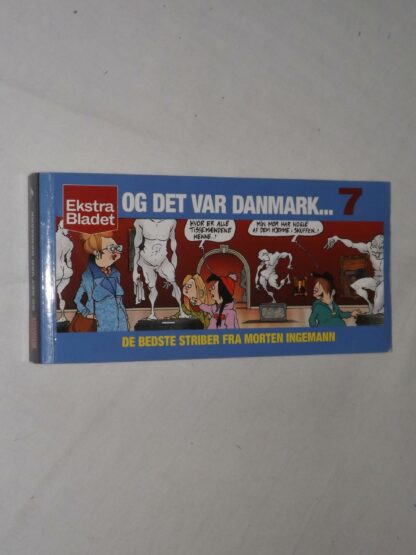 Ekstra
Bladet
OG DET VAR DANMARK... 7
HVOR ER ALLE
TISSEMÆNDENE
HENNE?
MIN MOR HAR NOGLE
AF DEM HJEMME I SKUFFEN!
DE BEDSTE STRIBER FRA MORTEN INGEMANN